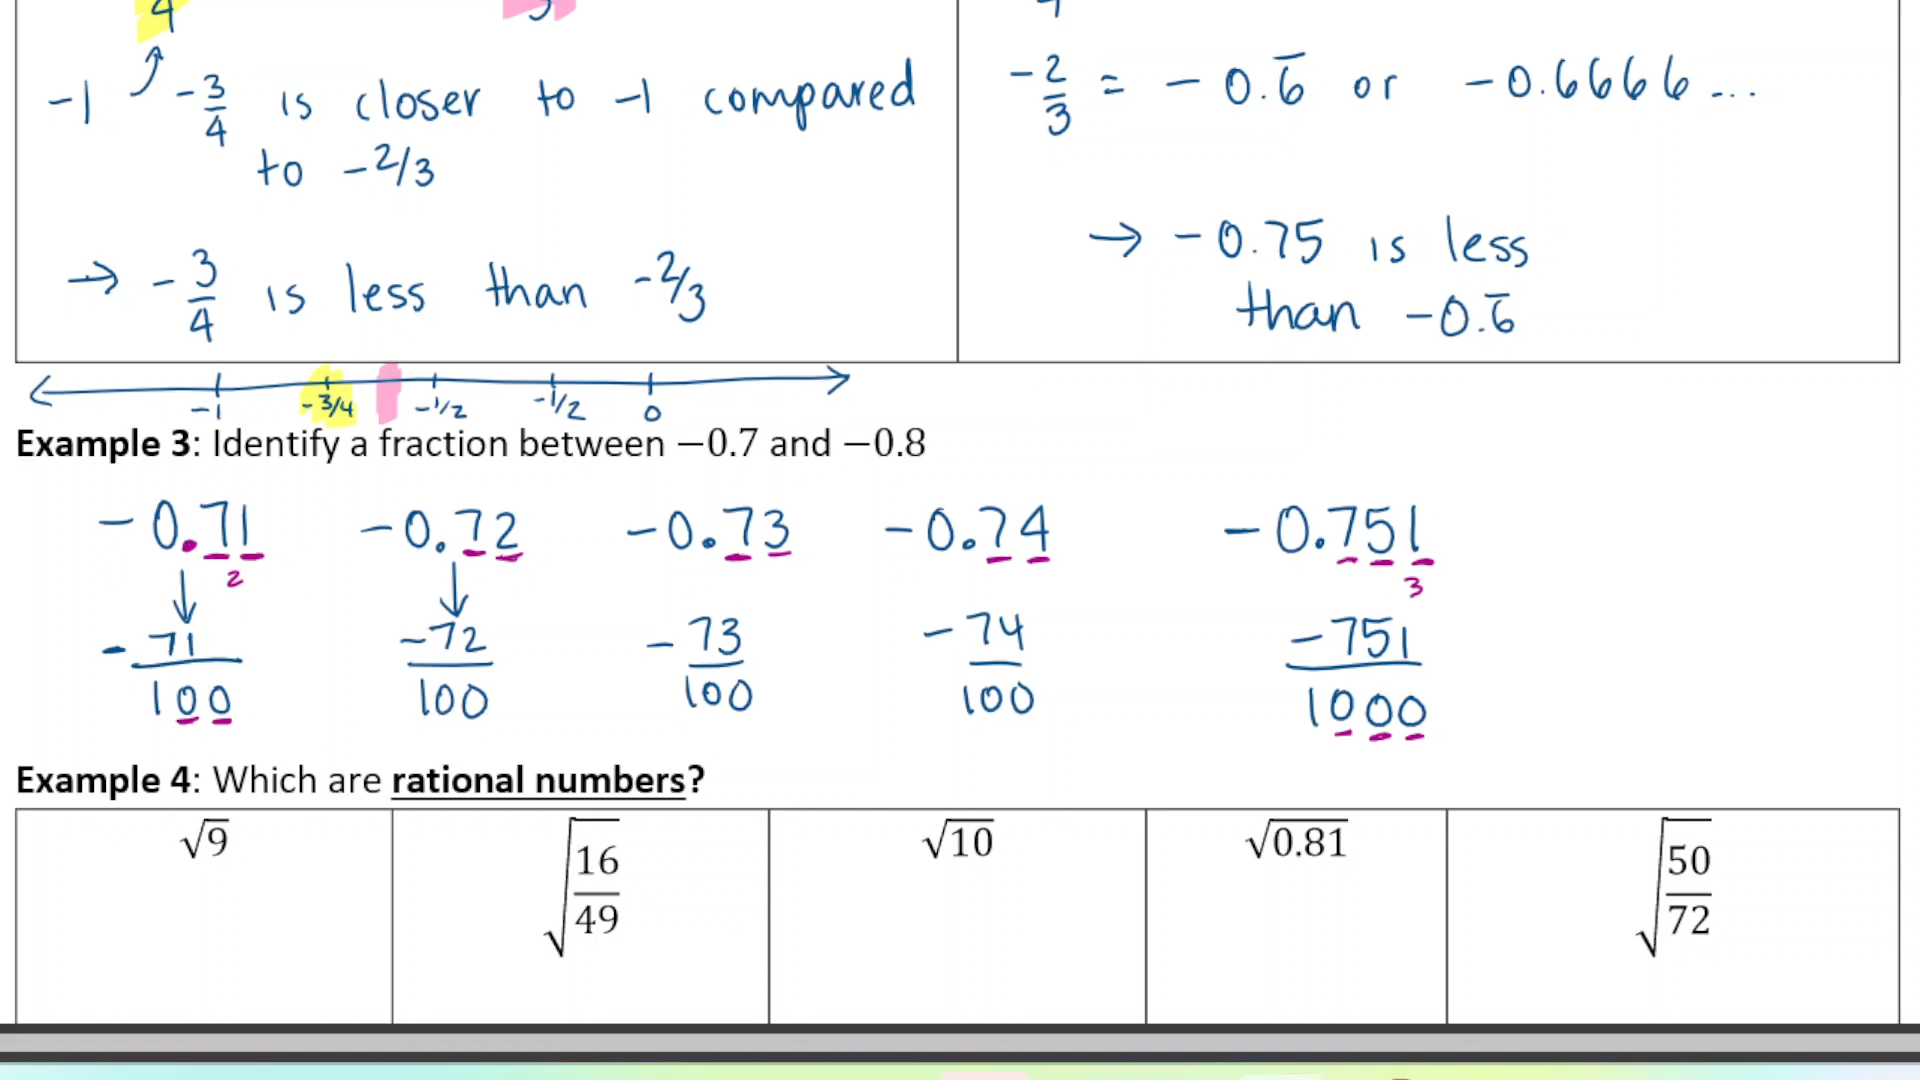 4
-1 -3/4 is closer to -1 compared
to -2/3
→ -3/4 is less than -2/3
-2/3 = -0.6̅ or -0.6666...
→ -0.75 is less
than -0.6̅
-1 -3/4 -1/2 -1/2 0
Example 3: Identify a fraction between −0.7 and −0.8
-0.71 -0.72 -0.73 -0.74 -0.751
2 3
-71/100 -72/100 -73/100 -74/100 -751/1000
Example 4: Which are rational numbers?
√9 √(16/49) √10 √0.81 √(50/72)